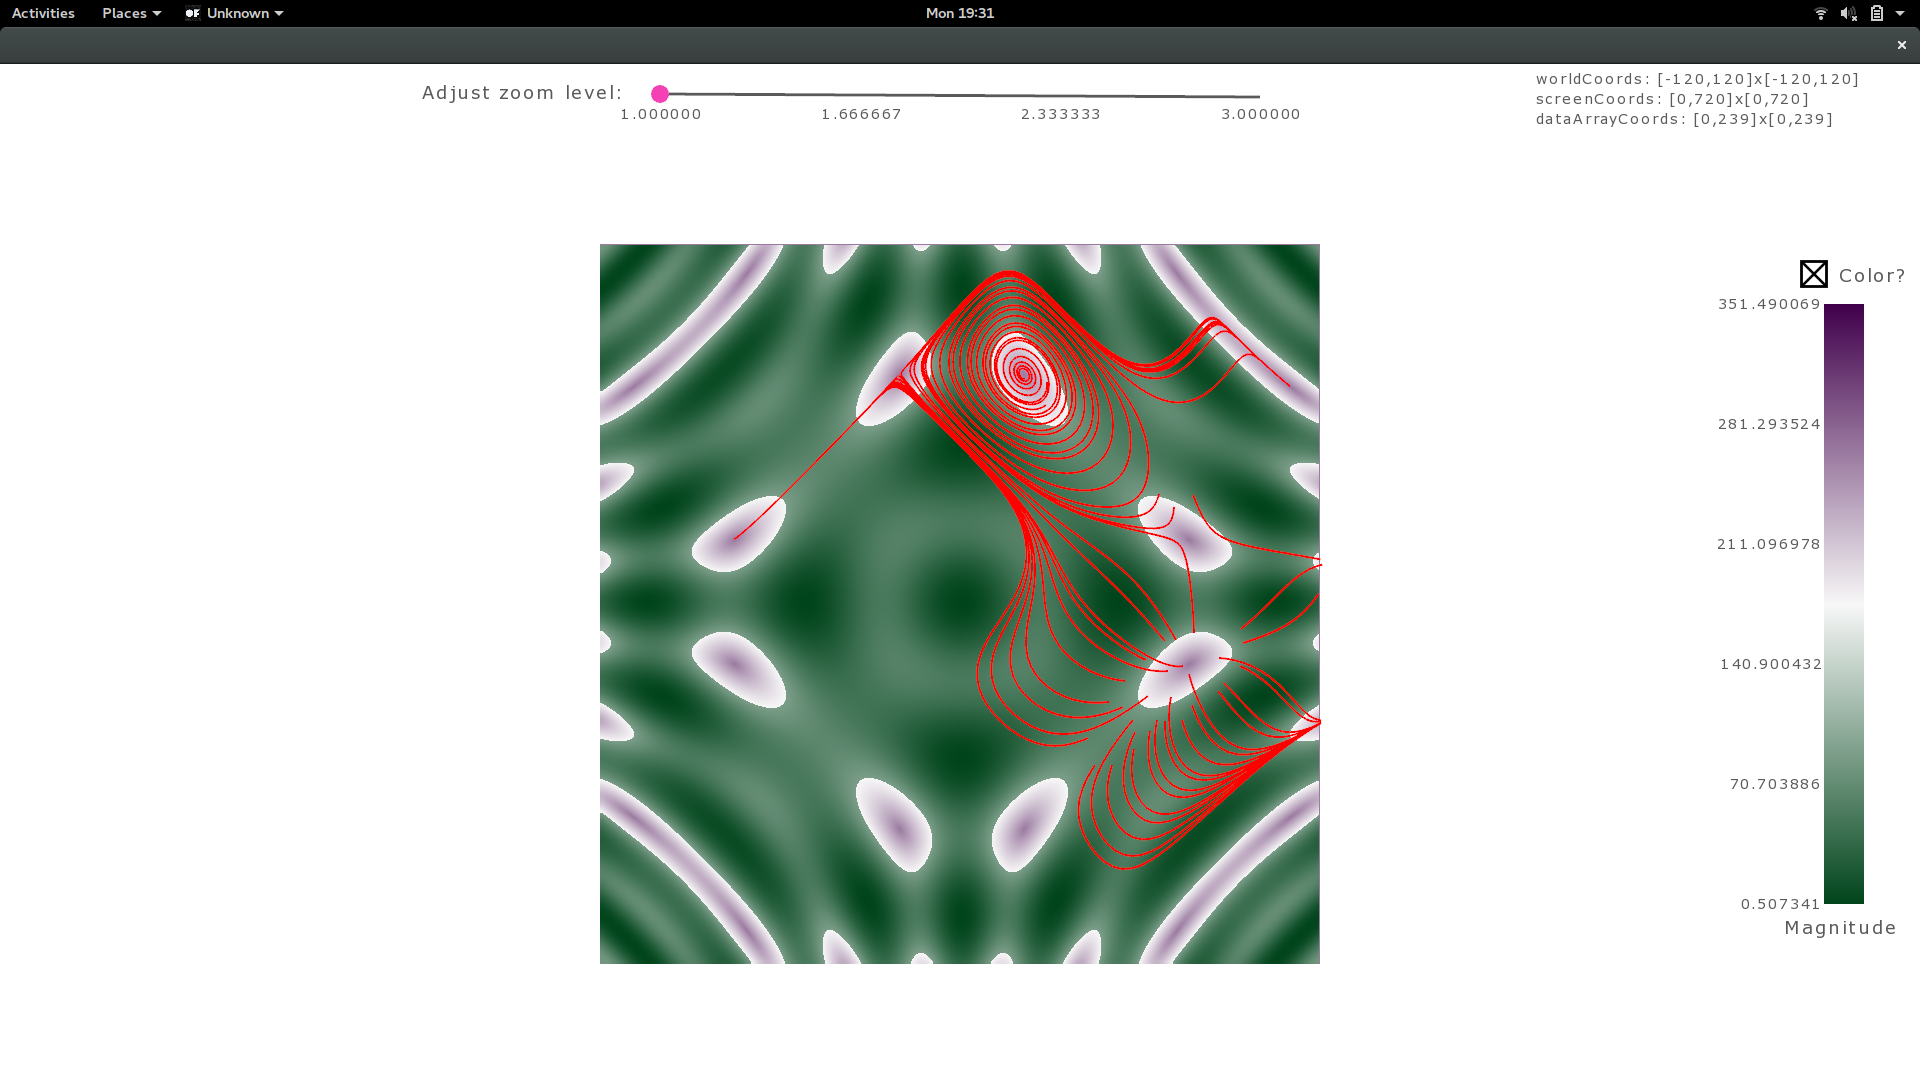 Activities Places Unknown Mon 19:31
Adjust zoom level:
1.000000 1.666667 2.333333 3.000000
worldCoords: [-120,120]x[-120,120]
screenCoords: [0,720]x[0,720]
dataArrayCoords: [0,239]x[0,239]
Color?
351.490069
281.293524
211.096978
140.900432
70.703886
0.507341
Magnitude